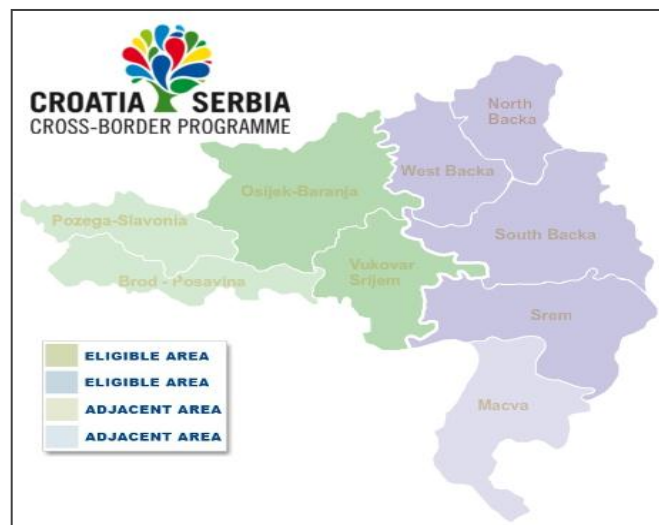 CROATIA SERBIA
CROSS-BORDER PROGRAMME
North
Backa
West Backa
Osijek-Baranja
Pozega-Slavonia
South Backa
Brod - Posavina
Vukovar
Srijem
Srem
Macva
ELIGIBLE AREA
ELIGIBLE AREA
ADJACENT AREA
ADJACENT AREA